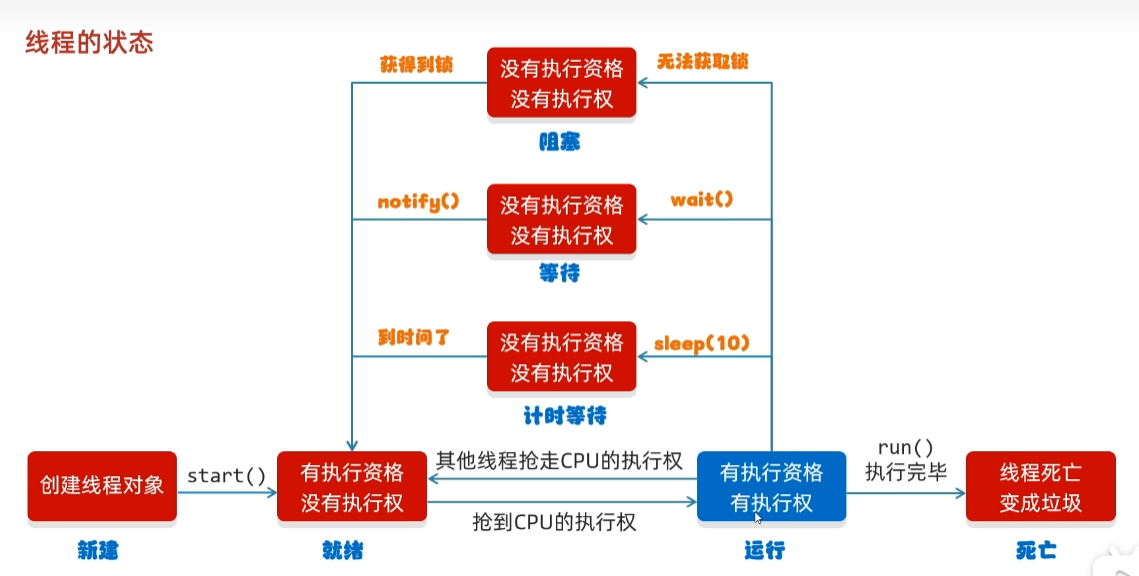 线程的状态
获得到锁
没有执行资格
没有执行权
无法获取锁
阻塞
notify()
没有执行资格
没有执行权
wait()
等待
到时间了
没有执行资格
没有执行权
sleep(10)
计时等待
创建线程对象
start()
有执行资格
没有执行权
其他线程抢走CPU的执行权
抢到CPU的执行权
有执行资格
有执行权
run()
执行完毕
线程死亡
变成垃圾
新建
就绪
运行
死亡